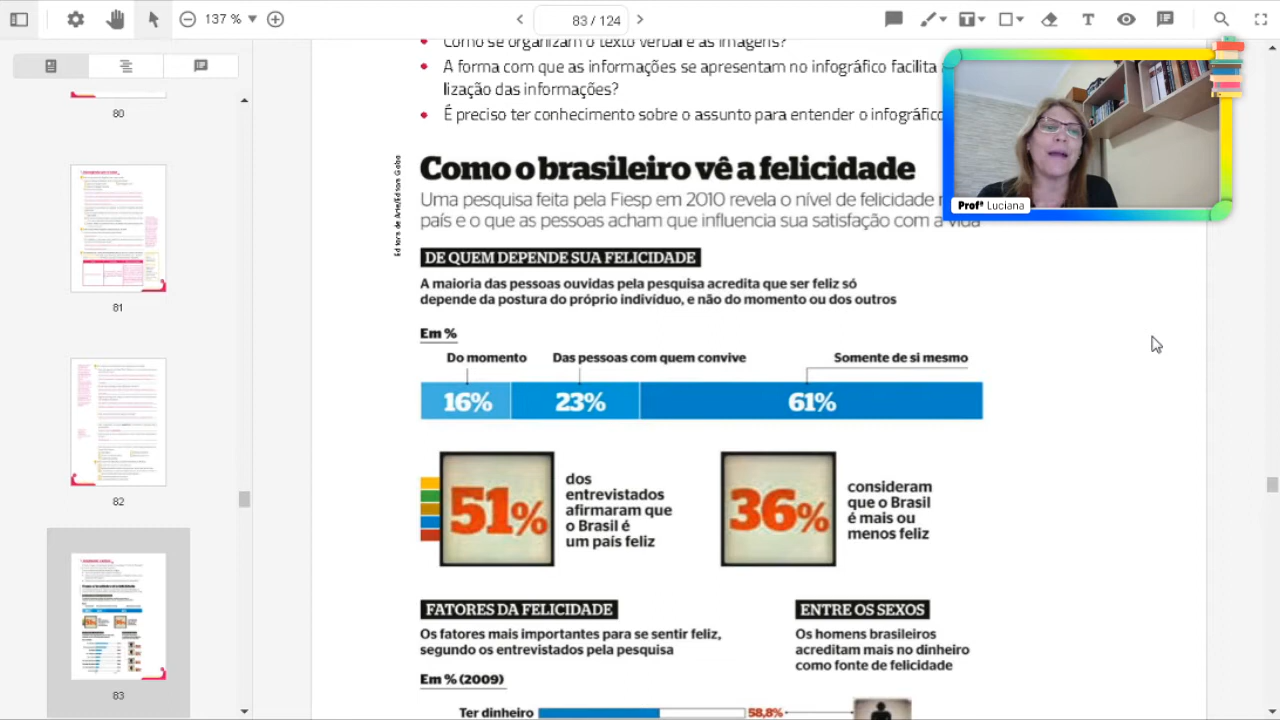 137 %
83 / 124
80
81
82
83
Como se organizam o texto verbal e as imagens?
A forma com que as informações se apresentam no infográfico facilita
lização das informações?
É preciso ter conhecimento sobre o assunto para entender o infográfico
Editora de Arte/Editora Globo
Como o brasileiro vê a felicidade
Uma pesquisa feita pela Fiesp em 2010 revela o nível de felicidade
país e o que as pessoas acham que influencia sua satisfação com a vida
Profª Luciana
DE QUEM DEPENDE SUA FELICIDADE
A maioria das pessoas ouvidas pela pesquisa acredita que ser feliz só
depende da postura do próprio indivíduo, e não do momento ou dos outros
Em %
Do momento Das pessoas com quem convive Somente de si mesmo
16% 23% 61%
51%
dos
entrevistados
afirmaram que
o Brasil é
um país feliz
36%
consideram
que o Brasil
é mais ou
menos feliz
FATORES DA FELICIDADE
Os fatores mais importantes para se sentir feliz,
segundo os entrevistados pela pesquisa
Em % (2009)
Ter dinheiro 58,8%
ENTRE OS SEXOS
Os homens brasileiros
acreditam mais no dinheiro
como fonte de felicidade